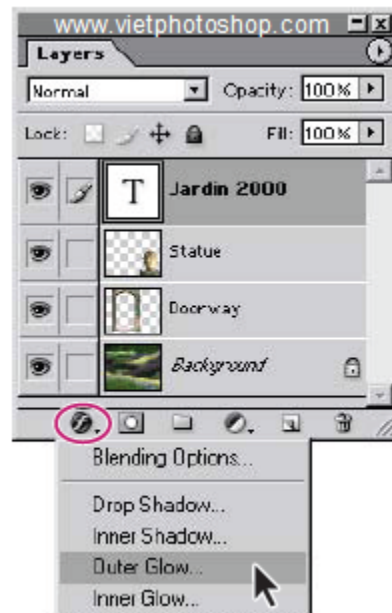 www.vietphotoshop.com
Layers
Normal Opacity: 100%
Lock: Fill: 100%
T Jardin 2000
Statue
Doorway
Background
Blending Options...
Drop Shadow...
Inner Shadow...
Outer Glow...
Inner Glow...